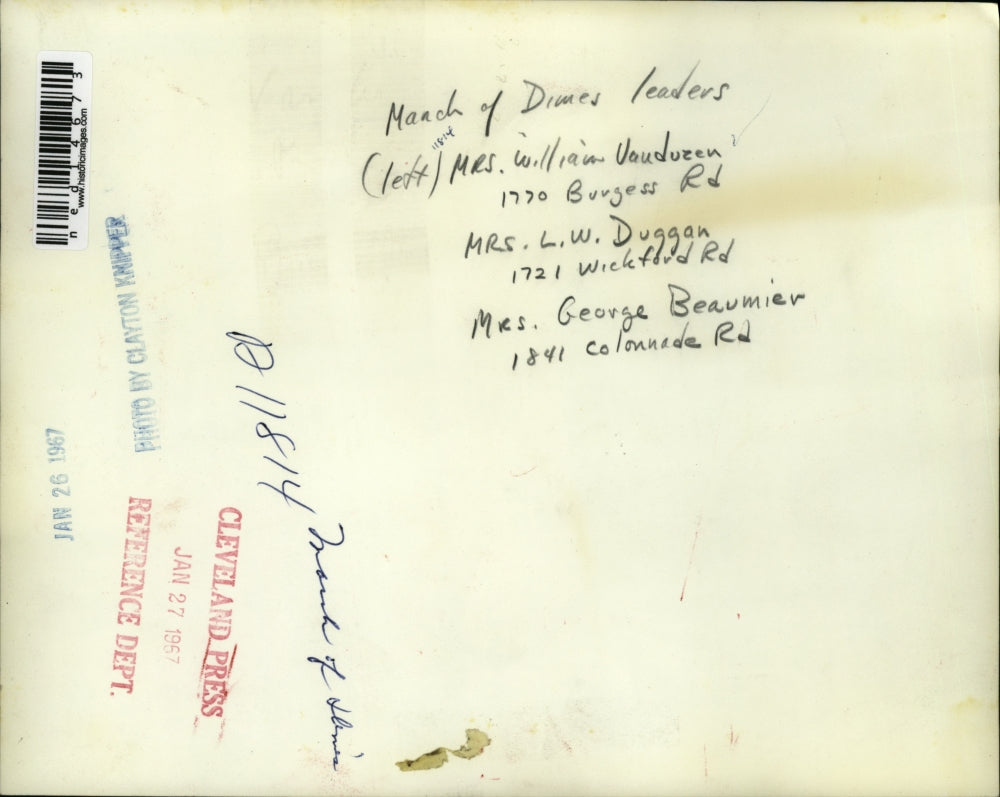 March of Dimes leaders
11814
(left) MRS. William Vanduzen
1770 Burgess Rd
MRS. L.W. Duggan
1721 Wickford Rd
Mrs. George Beaumier
1841 Colonnade Rd
ned14673
www.historicimages.com
PHOTO BY CLAYTON KNIPPER
JAN 26 1967
11814
March of Dimes
CLEVELAND PRESS
JAN 27 1967
REFERENCE DEPT.